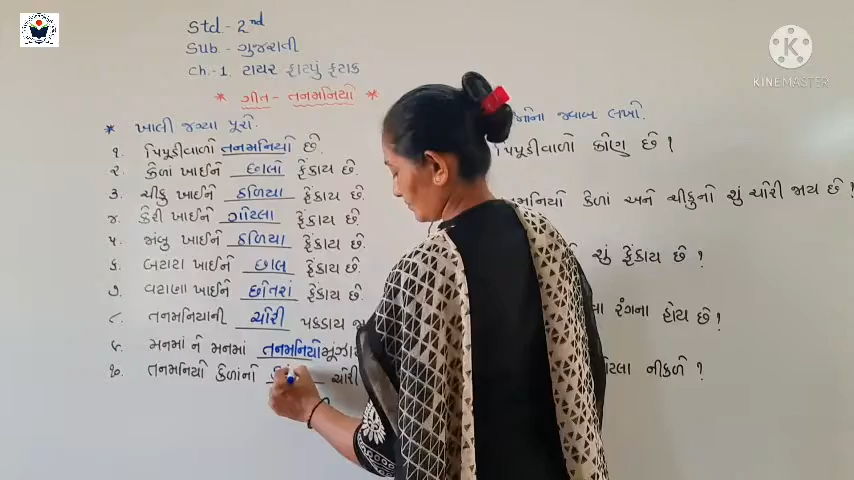 Std - 2nd
Sub - ગુજરાતી
Ch.-1. ટાયર ફાટ્યું ફટાક
* ગીત - તનમનિયો *
* ખાલી જગ્યા પૂરો.
૧. પિપૂડીવાળો તનમનિયો છે.
૨. કેળાં ખાઈને છાલો ફેંકાય છે.
૩. ચીકુ ખાઈને ઠળિયા ફેંકાય છે.
૪. કેરી ખાઈને ગોટલા ફેંકાય છે.
૫. જાંબુ ખાઈને ઠળિયા ફેંકાય છે.
૬. બટાટા ખાઈને છાલ ફેંકાય છે.
૭. વટાણા ખાઈને છોતરાં ફેંકાય છે.
૮. તનમનિયાની ચોરી પકડાય
૯. મનમાં ને મનમાં તનમનિયો
૧૦. તનમનિયો કેળાંનો ચોરી
જવાબ લખો.
પિપૂડીવાળો કોણ છે ?
કેળાં અને ચીકુનો શું ચોરી જાય છે ?
શું ફેંકાય છે ?
રંગના હોય છે ?
નીકળે ?
KINEMASTER